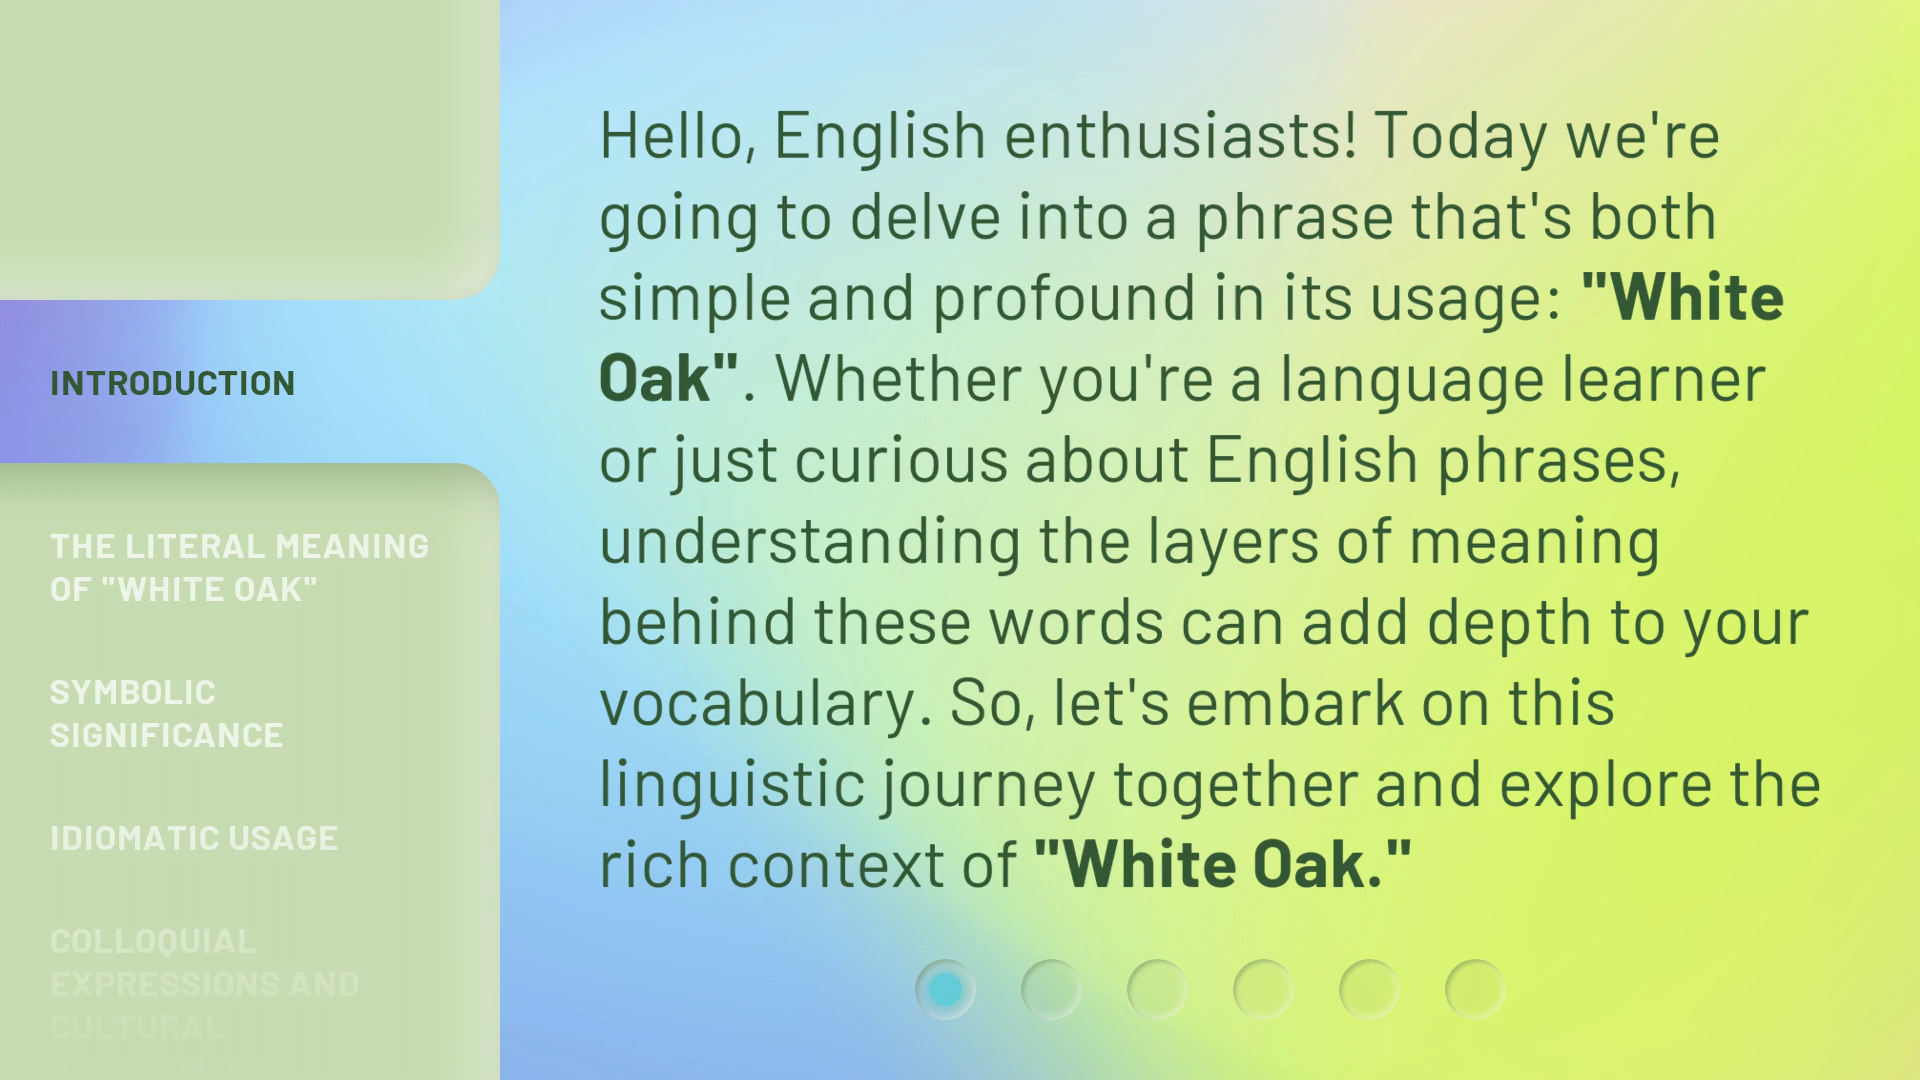 INTRODUCTION
THE LITERAL MEANING
OF "WHITE OAK"
SYMBOLIC
SIGNIFICANCE
IDIOMATIC USAGE
COLLOQUIAL
EXPRESSIONS AND
CULTURAL
Hello, English enthusiasts! Today we're
going to delve into a phrase that's both
simple and profound in its usage: "White
Oak". Whether you're a language learner
or just curious about English phrases,
understanding the layers of meaning
behind these words can add depth to your
vocabulary. So, let's embark on this
linguistic journey together and explore the
rich context of "White Oak."